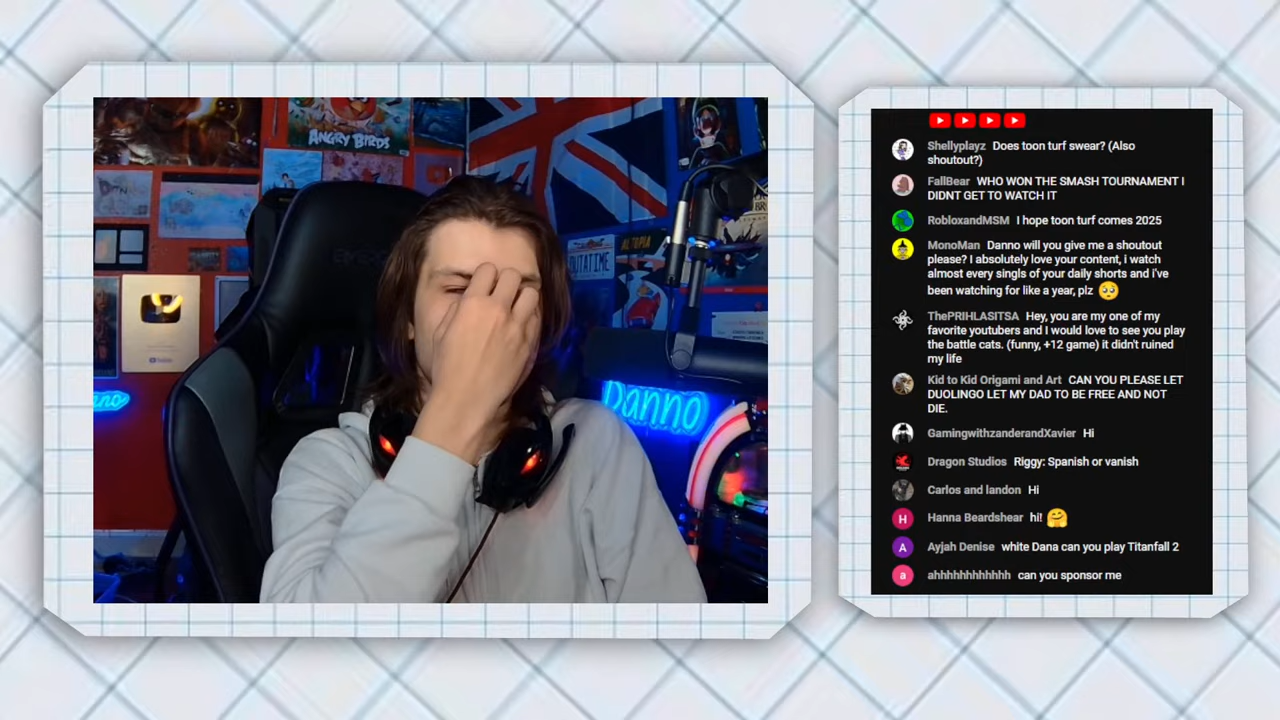 ANGRY BIRDS
OUTATIME
Danno
Shellyplayz Does toon turf swear? (Also
shoutout?)
FallBear WHO WON THE SMASH TOURNAMENT I
DIDNT GET TO WATCH IT
RobloxandMSM I hope toon turf comes 2025
MonoMan Danno will you give me a shoutout
please? I absolutely love your content, i watch
almost every singls of your daily shorts and i've
been watching for like a year, plz 🥺
ThePRIHLASITSA Hey, you are my one of my
favorite youtubers and I would love to see you play
the battle cats. (funny, +12 game) it didn't ruined
my life
Kid to Kid Origami and Art CAN YOU PLEASE LET
DUOLINGO LET MY DAD TO BE FREE AND NOT
DIE.
GamingwithzanderandXavier Hi
Dragon Studios Riggy: Spanish or vanish
Carlos and landon Hi
H Hanna Beardshear hi! 🤗
A Ayjah Denise white Dana can you play Titanfall 2
a ahhhhhhhhhhhh can you sponsor me